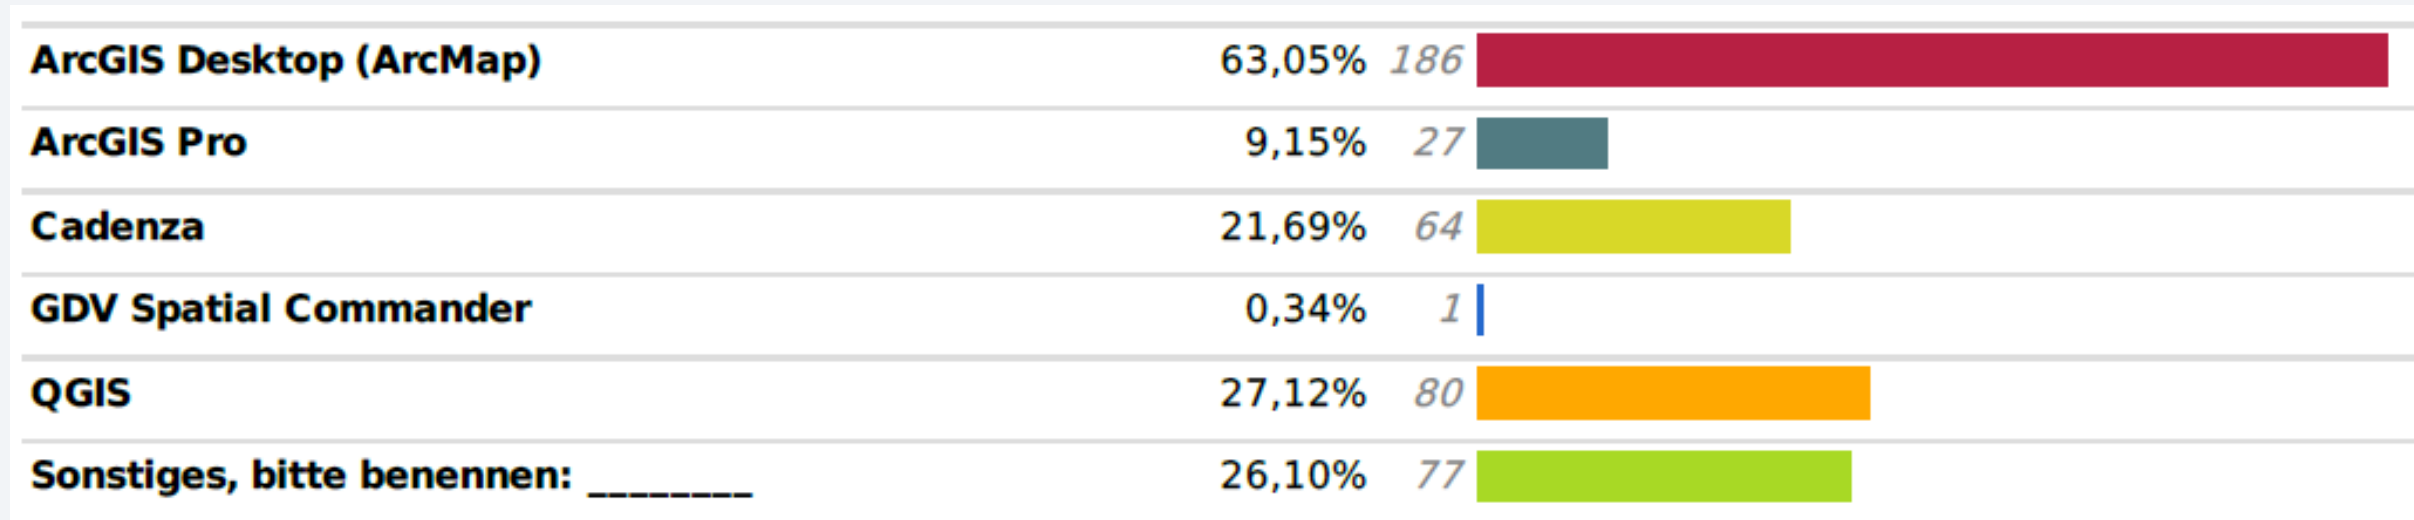 ArcGIS Desktop (ArcMap) 63,05% 186
ArcGIS Pro 9,15% 27
Cadenza 21,69% 64
GDV Spatial Commander 0,34% 1
QGIS 27,12% 80
Sonstiges, bitte benennen: ________ 26,10% 77